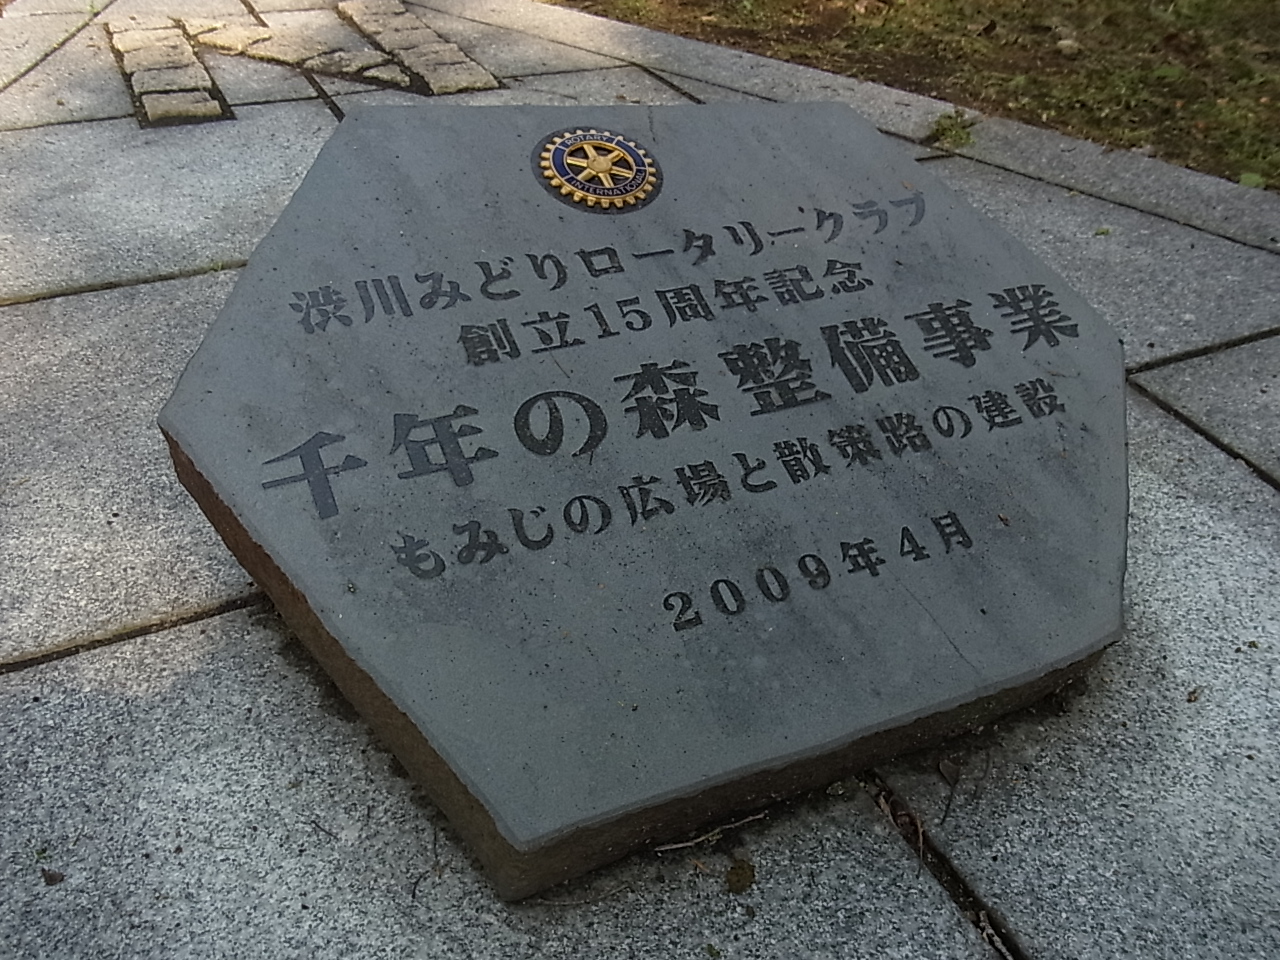 ROTARY
INTERNATIONAL
渋川みどりロータリークラブ
創立15周年記念
千年の森整備事業
もみじの広場と散策路の建設
2009年4月